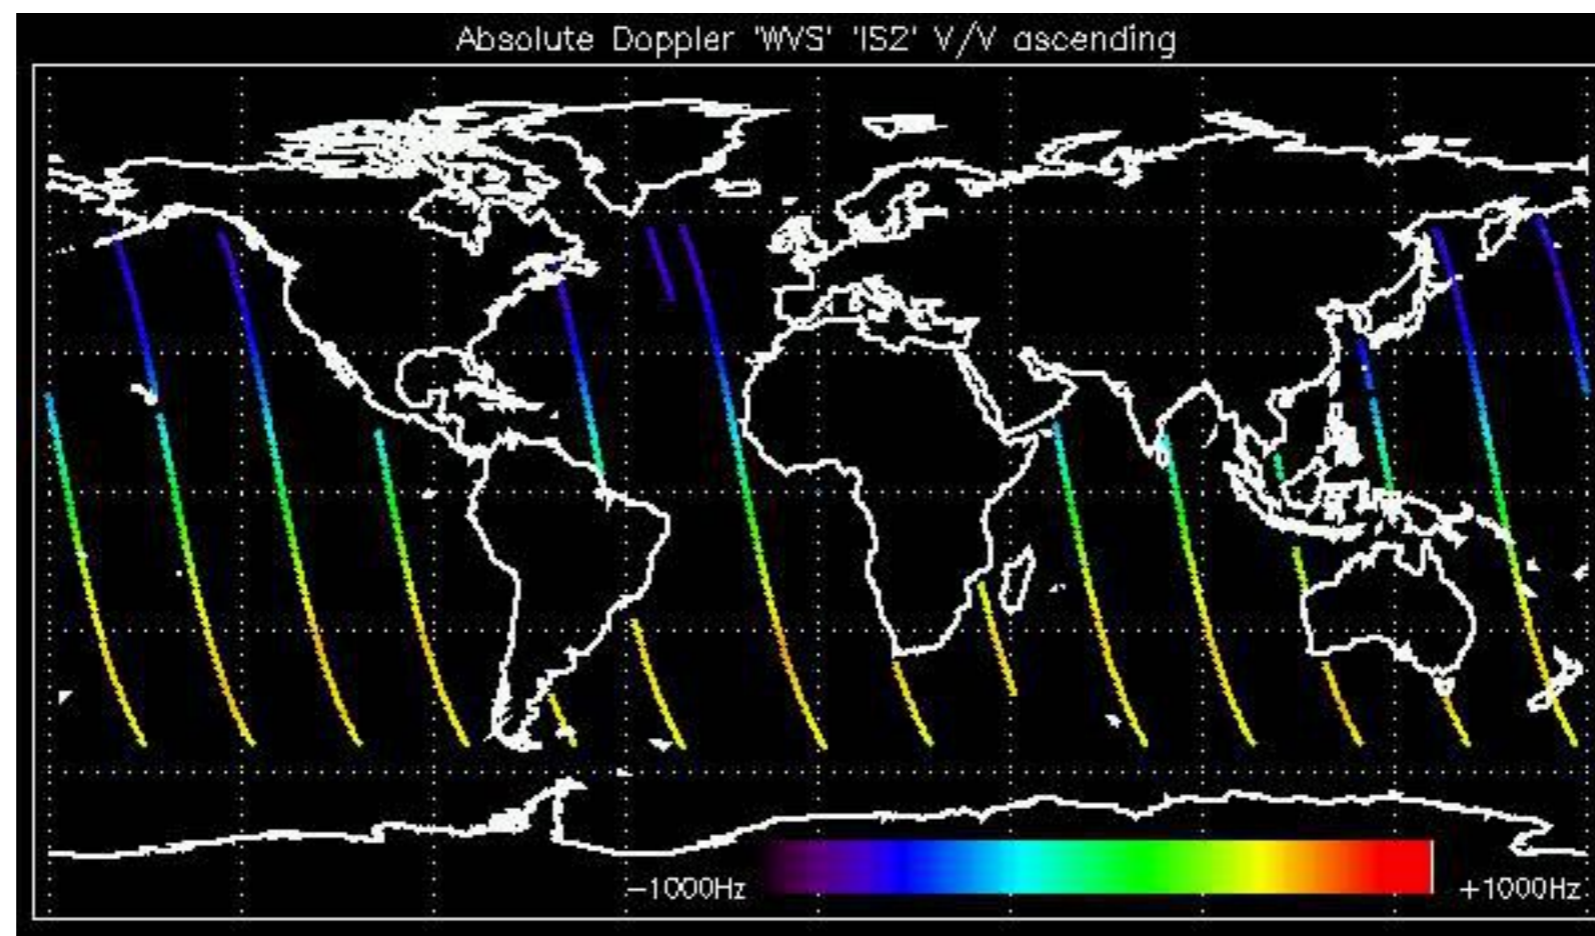 Absolute Doppler 'WVS' 'IS2' V/V ascending
−1000Hz
+1000Hz